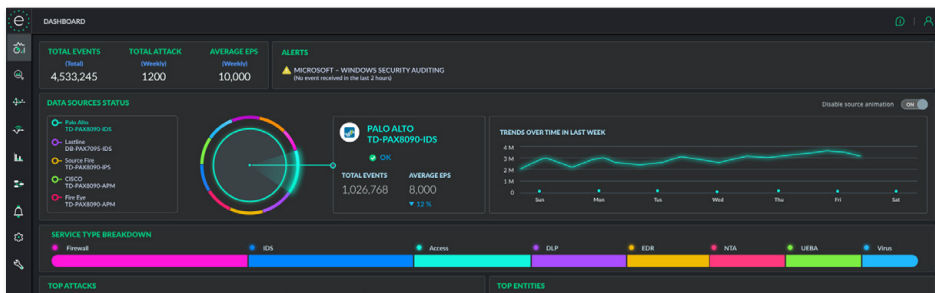 e
DASHBOARD
TOTAL EVENTS
(Total)
4,533,245
TOTAL ATTACK
(Weekly)
1200
AVERAGE EPS
(Weekly)
10,000
ALERTS
MICROSOFT – WINDOWS SECURITY AUDITING
(No event received in the last 2 hours)
DATA SOURCES STATUS
Disable source animation
ON
Palo Alto
TD-PAX8090-IDS
Lastline
DB-PAX7095-IDS
Source Fire
TD-PAX8090-IPS
CISCO
TD-PAX8090-APM
Fire Eye
TD-PAX8090-APM
PALO ALTO
TD-PAX8090-IDS
OK
TOTAL EVENTS
1,026,768
AVERAGE EPS
8,000
▼ 12 %
TRENDS OVER TIME IN LAST WEEK
4 M
3 M
2 M
1 M
0
Sun Mon Tus Wed Thu Fri Sat
SERVICE TYPE BREAKDOWN
Firewall IDS Access DLP EDR NTA UEBA Virus
TOP ATTACKS
TOP ENTITIES